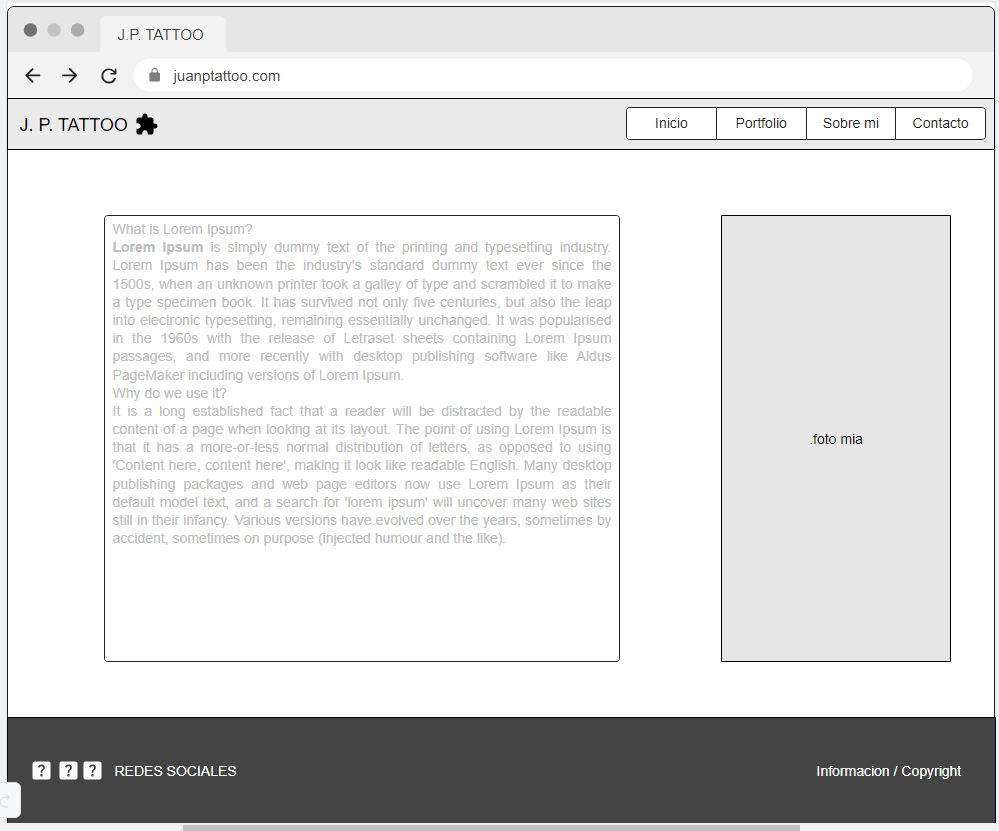 J.P. TATTOO
juanptattoo.com
J. P. TATTOO
Inicio
Portfolio
Sobre mi
Contacto
What is Lorem Ipsum?
Lorem Ipsum is simply dummy text of the printing and typesetting industry.
Lorem Ipsum has been the industry's standard dummy text ever since the
1500s, when an unknown printer took a galley of type and scrambled it to make
a type specimen book. It has survived not only five centuries, but also the leap
into electronic typesetting, remaining essentially unchanged. It was popularised
in the 1960s with the release of Letraset sheets containing Lorem Ipsum
passages, and more recently with desktop publishing software like Aldus
PageMaker including versions of Lorem Ipsum.
Why do we use it?
It is a long established fact that a reader will be distracted by the readable
content of a page when looking at its layout. The point of using Lorem Ipsum is
that it has a more-or-less normal distribution of letters, as opposed to using
'Content here, content here', making it look like readable English. Many desktop
publishing packages and web page editors now use Lorem Ipsum as their
default model text, and a search for 'lorem ipsum' will uncover many web sites
still in their infancy. Various versions have evolved over the years, sometimes by
accident, sometimes on purpose (injected humour and the like).
.foto mia
? ? ? REDES SOCIALES
Informacion / Copyright